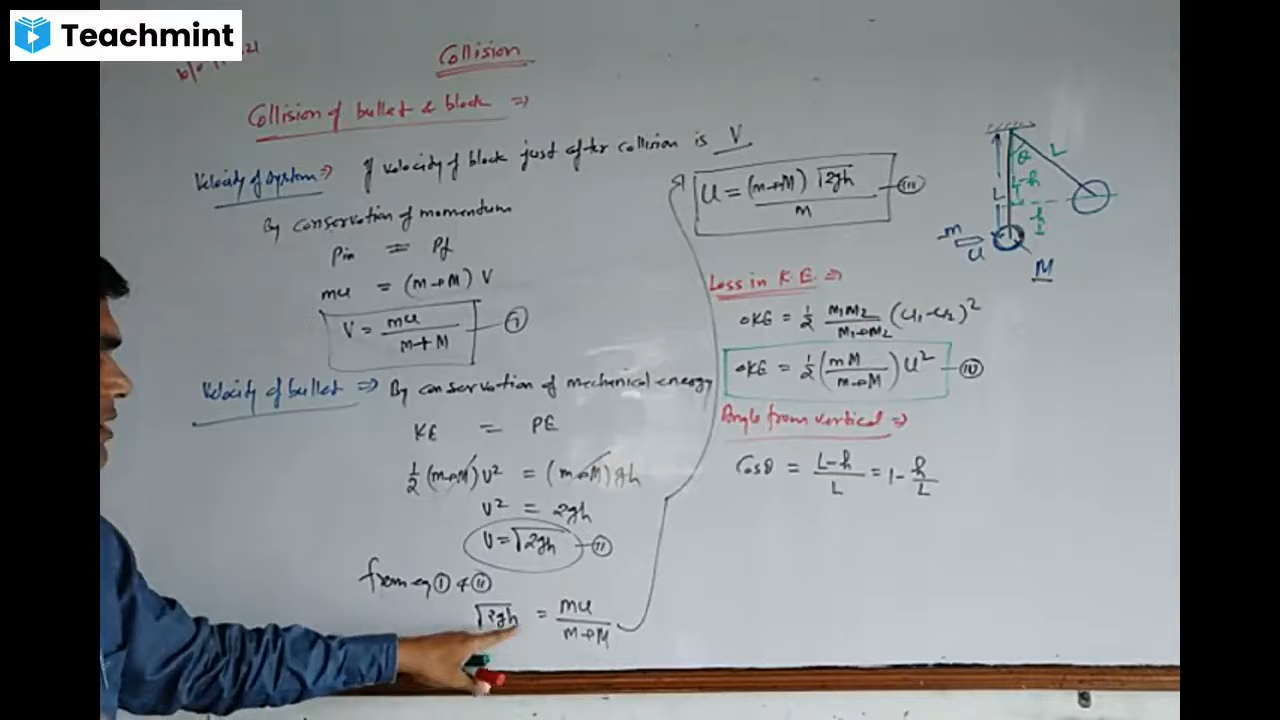 Teachmint
Collision
Collision of bullet & block ⇒
Velocity of system ⇒ If velocity of block just after collision is V
By conservation of momentum
Pin = Pf
mu = (m+M) V
V = mu / m+M — (I)
Velocity of bullet ⇒ By conservation of mechanical energy
KE = PE
1/2 (m+M) v² = (m+M) gh
v² = 2gh
V = √2gh — (II)
from eq (I) & (II)
√2gh = mu / m+M
U = (m+M) √2gh / m — (III)
Loss in K.E. ⇒
△KE = 1/2 m₁m₂ / m₁+m₂ (u₁-u₂)²
△KE = 1/2 (mM / m+M) u² — (IV)
Angle from vertical ⇒
Cosθ = L-h / L = 1 - h / L
θ
L
L-h
L
h
m
u
M